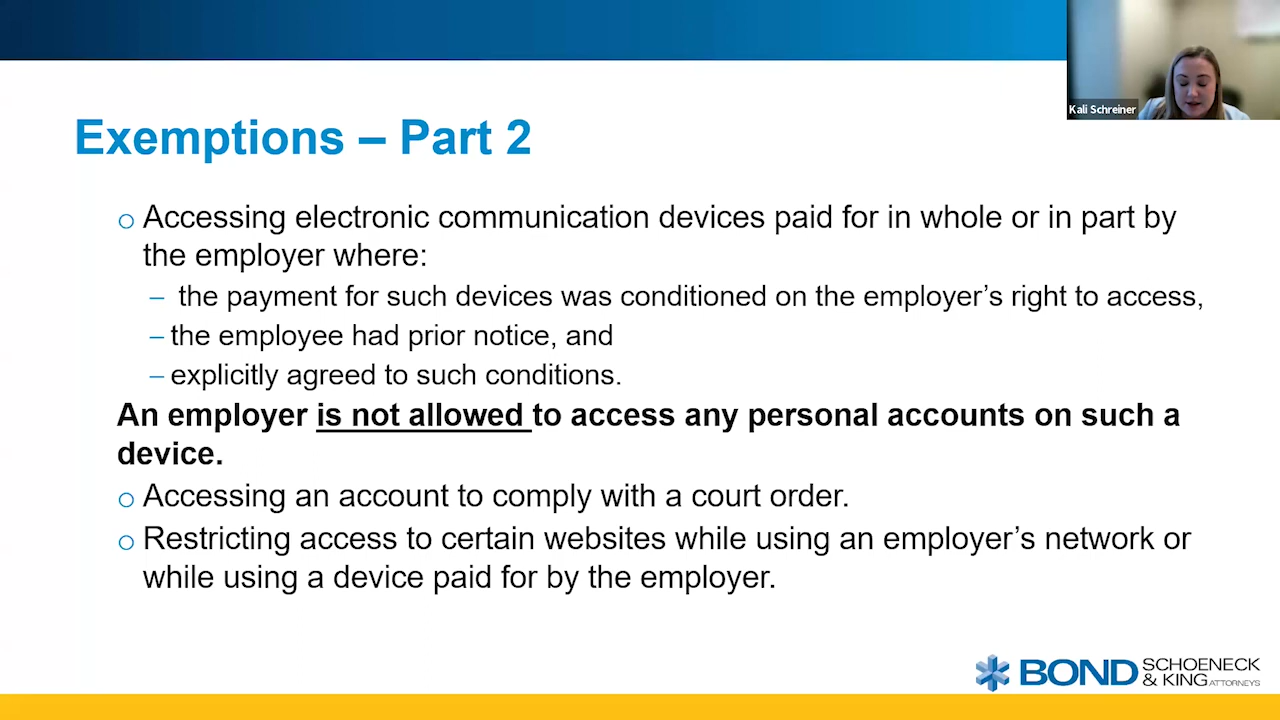 Kali Schreiner
Exemptions – Part 2
o Accessing electronic communication devices paid for in whole or in part by
the employer where:
– the payment for such devices was conditioned on the employer’s right to access,
– the employee had prior notice, and
– explicitly agreed to such conditions.
An employer is not allowed to access any personal accounts on such a
device.
o Accessing an account to comply with a court order.
o Restricting access to certain websites while using an employer’s network or
while using a device paid for by the employer.
BOND SCHOENECK
& KING ATTORNEYS